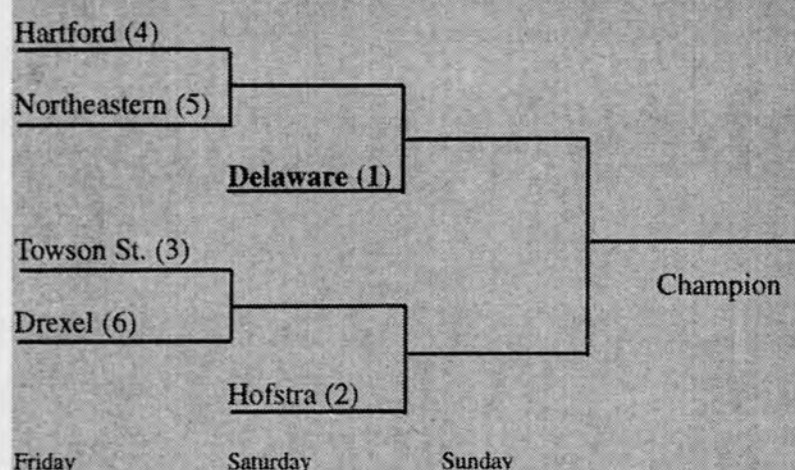 Hartford (4)
Northeastern (5)
Delaware (1)
Towson St. (3)
Champion
Drexel (6)
Hofstra (2)
Friday Saturday Sunday